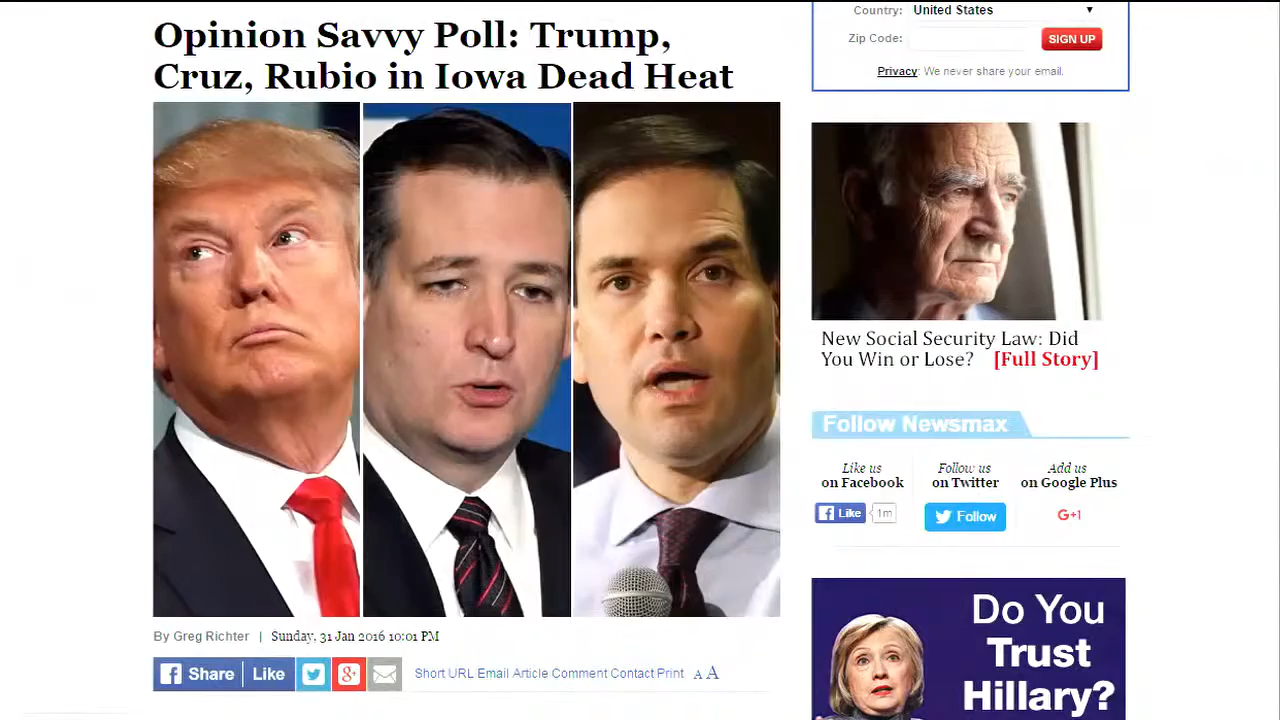 Opinion Savvy Poll: Trump,
Cruz, Rubio in Iowa Dead Heat
By Greg Richter | Sunday, 31 Jan 2016 10:01 PM
Share Like Short URL Email Article Comment Contact Print A A
Country: United States
Zip Code: SIGN UP
Privacy: We never share your email.
New Social Security Law: Did
You Win or Lose? [Full Story]
Follow Newsmax
Like us
on Facebook
Like 1m
Follow us
on Twitter
Follow
Add us
on Google Plus
G+1
Do You
Trust
Hillary?